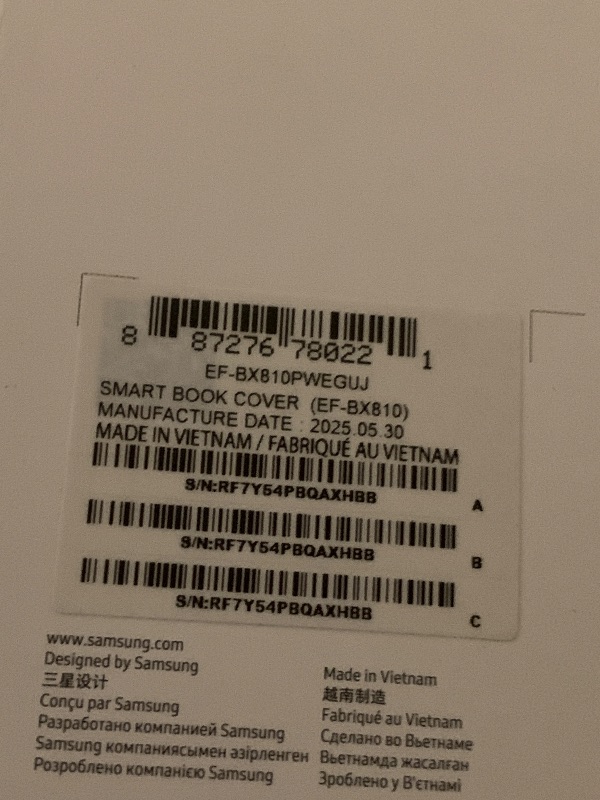 8 87276 78022 1
EF-BX810PWEGUJ
SMART BOOK COVER (EF-BX810)
MANUFACTURE DATE : 2025.05.30
MADE IN VIETNAM / FABRIQUÉ AU VIETNAM
S/N:RF7Y54PBQAXHBB
A
S/N:RF7Y54PBQAXHBB
B
S/N:RF7Y54PBQAXHBB
C
www.samsung.com
Designed by Samsung
三星设计
Conçu par Samsung
Разработано компанией Samsung
Samsung компаниясымен әзірленген
Розроблено компанією Samsung
Made in Vietnam
越南制造
Fabriqué au Vietnam
Сделано во Вьетнаме
Вьетнамда жасалған
Зроблено у В'єтнамі